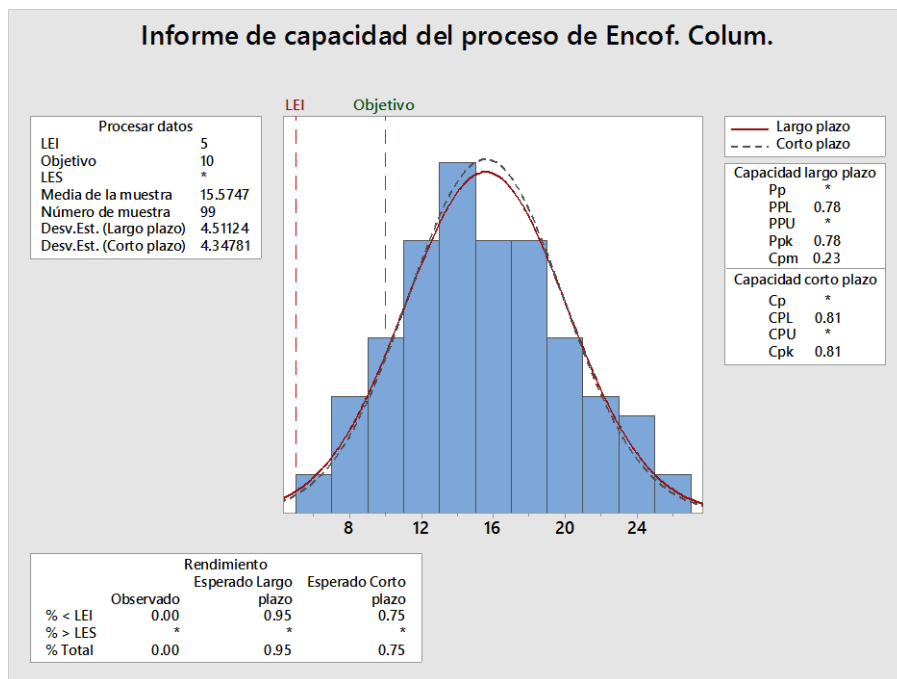 Informe de capacidad del proceso de Encof. Colum.
LEI Objetivo
Procesar datos
LEI 5
Objetivo 10
LES *
Media de la muestra 15.5747
Número de muestra 99
Desv.Est. (Largo plazo) 4.51124
Desv.Est. (Corto plazo) 4.34781
Largo plazo
Corto plazo
Capacidad largo plazo
Pp *
PPL 0.78
PPU *
Ppk 0.78
Cpm 0.23
Capacidad corto plazo
Cp *
CPL 0.81
CPU *
Cpk 0.81
8 12 16 20 24
Rendimiento
Esperado Largo Esperado Corto
Observado plazo plazo
% < LEI 0.00 0.95 0.75
% > LES * * *
% Total 0.00 0.95 0.75